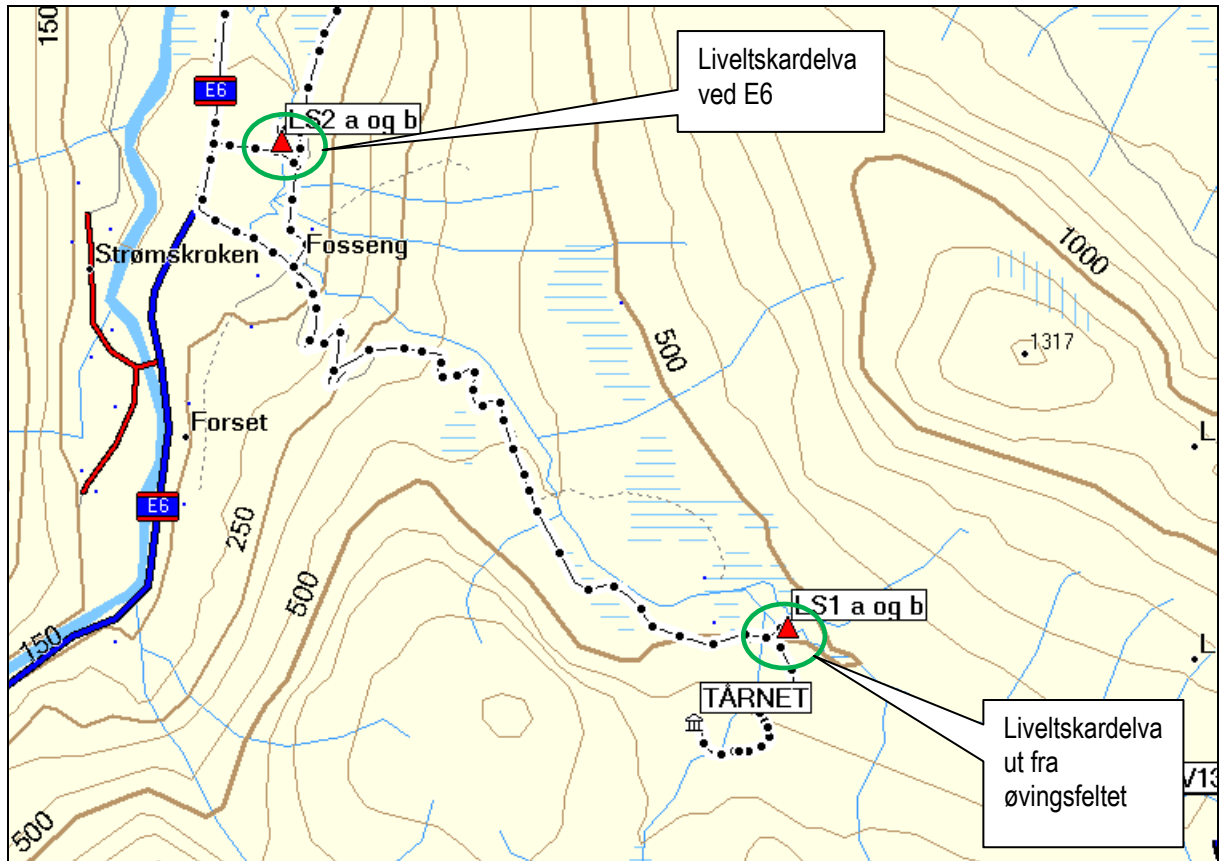 150
Liveltskardelva
ved E6
E6
LS2 a og b
Strømskroken
Fosseng
1000
500
1317
Forset
L
E6
250
500
LS1 a og b
150
L
TÅRNET
Liveltskardelva
ut fra
øvingsfeltet
V13
500